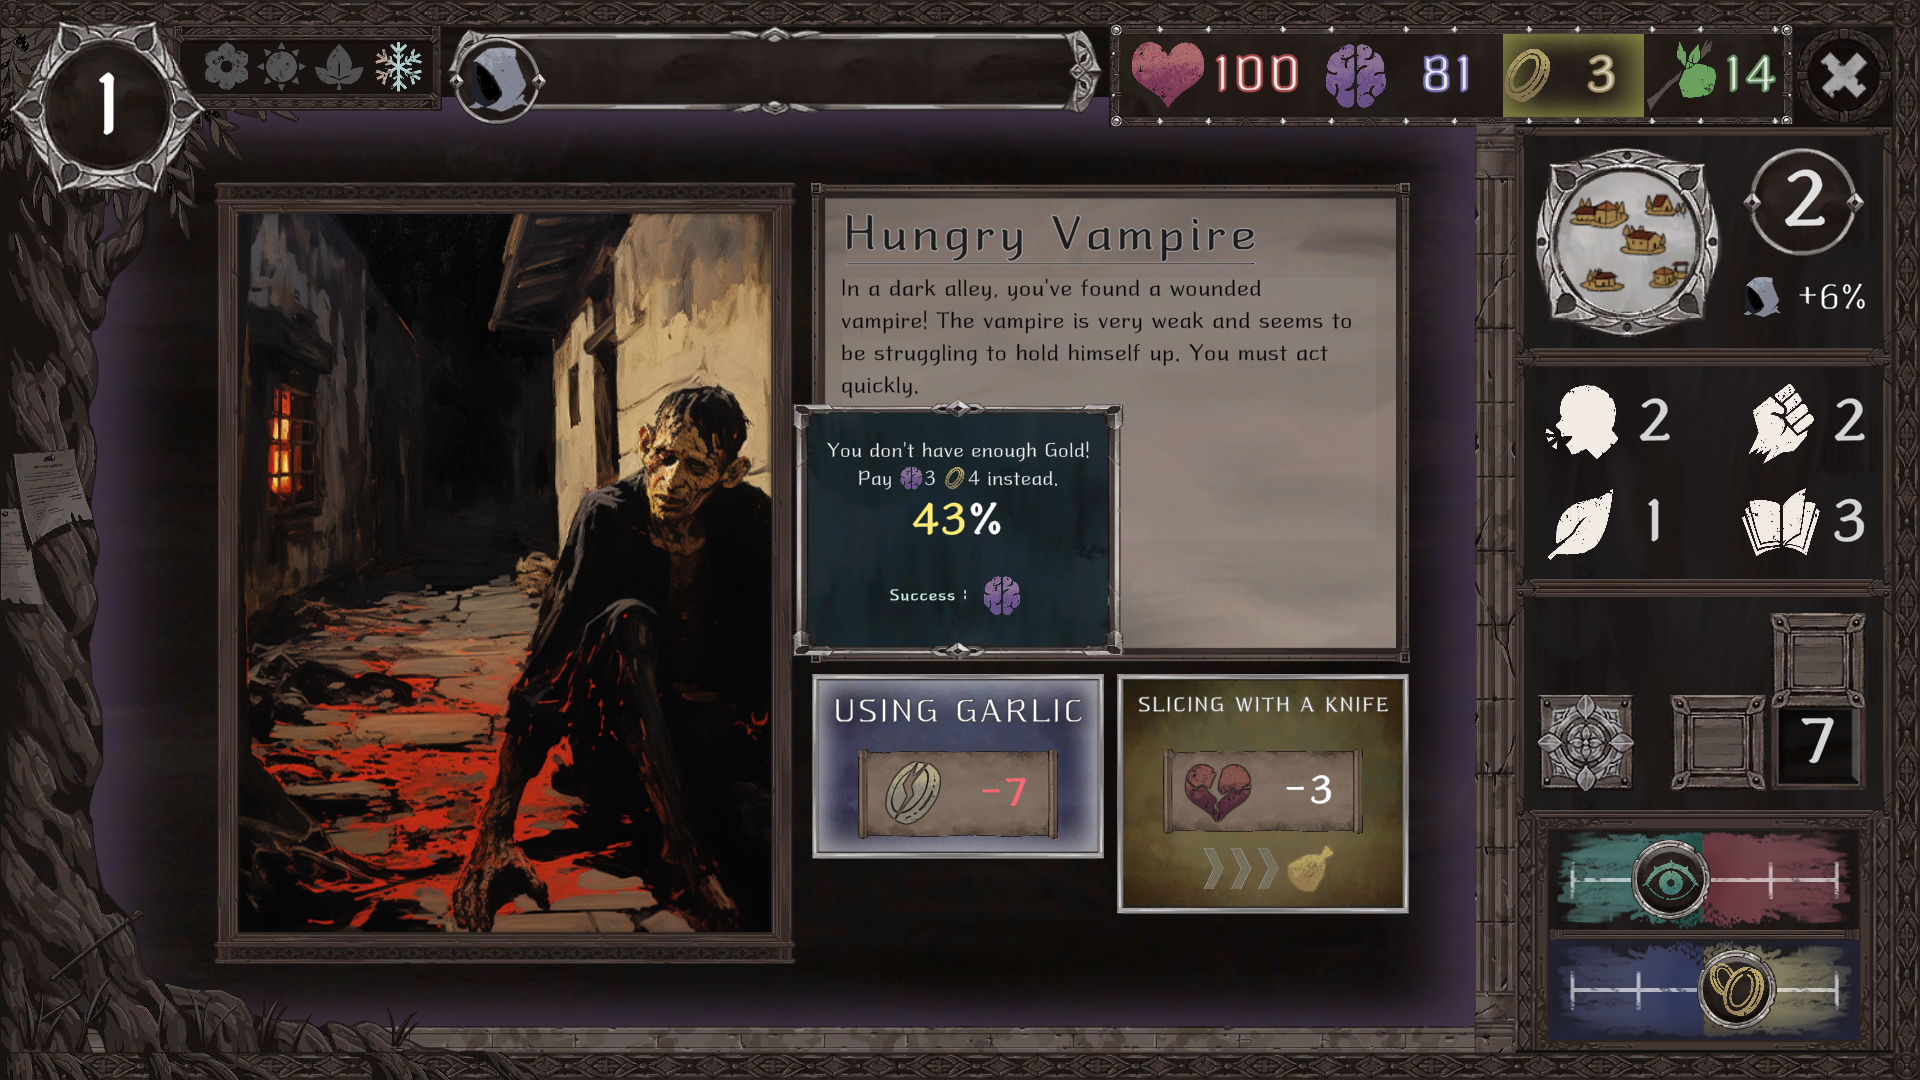 1
100
81
3
14
2
+6%
Hungry Vampire
In a dark alley, you've found a wounded
vampire! The vampire is very weak and seems to
be struggling to hold himself up. You must act
quickly.
You don't have enough Gold!
Pay 3 4 instead.
43%
Success :
2
2
1
3
USING GARLIC
-7
SLICING WITH A KNIFE
-3
7